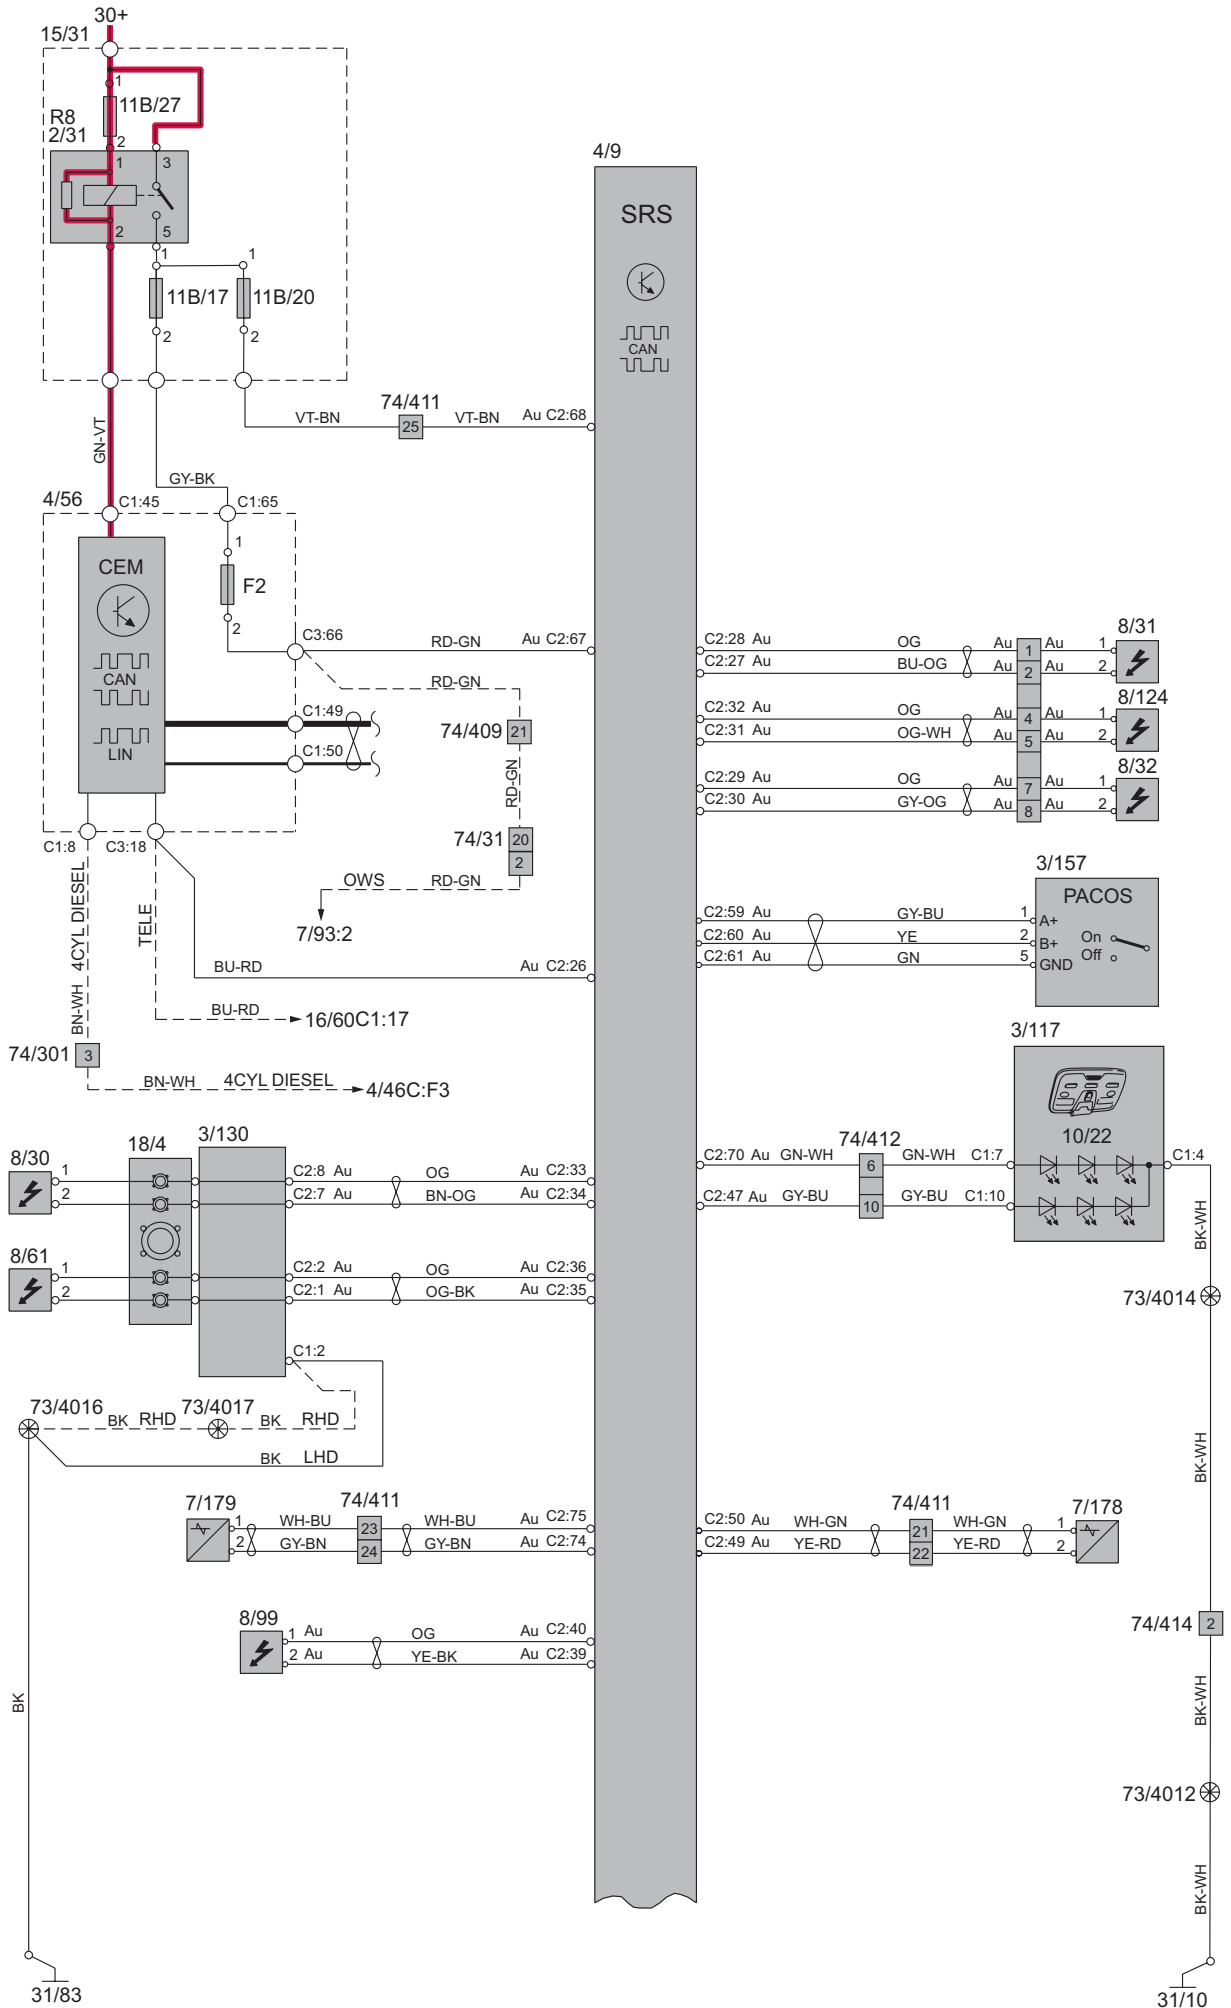 30+
15/31
1
11B/27
R8
2/31
2
1
3
2
5
1
1
11B/17
11B/20
2
2
GN-VT
VT-BN
74/411
25
VT-BN
Au C2:68
GY-BK
4/56
C1:45
C1:65
CEM
CAN
LIN
1
F2
2
C3:66
RD-GN
Au C2:67
RD-GN
C1:49
74/409
21
C1:50
RD-GN
74/31
20
2
OWS
RD-GN
7/93:2
C1:8
C3:18
BN-WH 4CYL DIESEL
TELE
BU-RD
Au C2:26
BU-RD
16/60C1:17
74/301
3
BN-WH
4CYL DIESEL
4/46C:F3
4/9
SRS
CAN
C2:28 Au
OG
Au
1
Au
1
8/31
C2:27 Au
BU-OG
Au
2
Au
2
C2:32 Au
OG
Au
4
Au
1
8/124
C2:31 Au
OG-WH
Au
5
Au
2
C2:29 Au
OG
Au
7
Au
1
8/32
C2:30 Au
GY-OG
Au
8
Au
2
3/157
PACOS
C2:59 Au
GY-BU
1
A+
C2:60 Au
YE
2
B+
C2:61 Au
GN
5
GND
On
Off
3/117
10/22
C2:70 Au
GN-WH
74/412
6
GN-WH
C1:7
C1:4
C2:47 Au
GY-BU
10
GY-BU
C1:10
BK-WH
73/4014
BK-WH
8/30
1
2
18/4
3/130
C2:8 Au
OG
Au C2:33
C2:7 Au
BN-OG
Au C2:34
8/61
1
2
C2:2 Au
OG
Au C2:36
C2:1 Au
OG-BK
Au C2:35
C1:2
73/4016
BK
RHD
73/4017
BK
RHD
BK
LHD
7/179
1
2
WH-BU
74/411
23
WH-BU
Au C2:75
GY-BN
24
GY-BN
Au C2:74
C2:50 Au
WH-GN
74/411
21
WH-GN
1
7/178
C2:49 Au
YE-RD
22
YE-RD
2
8/99
1 Au
OG
Au C2:40
2 Au
YE-BK
Au C2:39
74/414
2
BK
BK-WH
73/4012
BK-WH
31/83
31/10